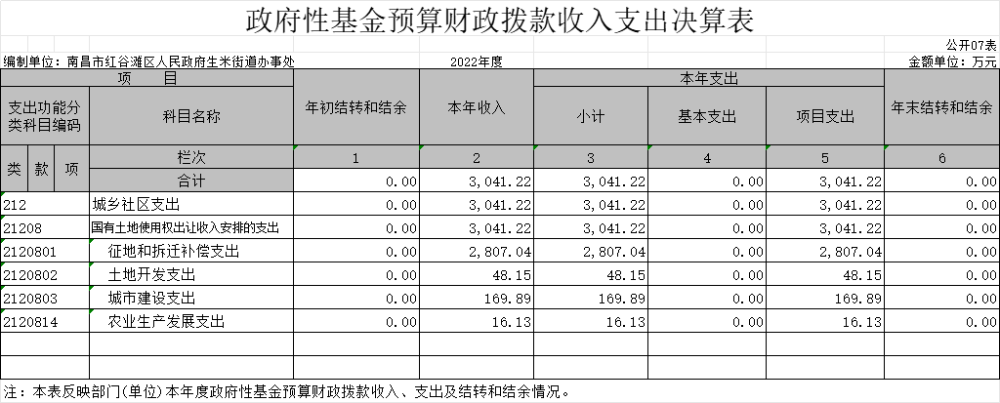 政府性基金预算财政拨款收入支出决算表
公开07表
编制单位：南昌市红谷滩区人民政府生米街道办事处 2022年度 金额单位：万元
项 目 年初结转和结余 本年收入 本年支出 年末结转和结余
支出功能分类科目编码 科目名称 小计 基本支出 项目支出
类 款 项 栏次 1 2 3 4 5 6
合计 0.00 3,041.22 3,041.22 0.00 3,041.22 0.00
212 城乡社区支出 0.00 3,041.22 3,041.22 0.00 3,041.22 0.00
21208 国有土地使用权出让收入安排的支出 0.00 3,041.22 3,041.22 0.00 3,041.22 0.00
2120801 征地和拆迁补偿支出 0.00 2,807.04 2,807.04 0.00 2,807.04 0.00
2120802 土地开发支出 0.00 48.15 48.15 0.00 48.15 0.00
2120803 城市建设支出 0.00 169.89 169.89 0.00 169.89 0.00
2120814 农业生产发展支出 0.00 16.13 16.13 0.00 16.13 0.00
注：本表反映部门(单位)本年度政府性基金预算财政拨款收入、支出及结转和结余情况。